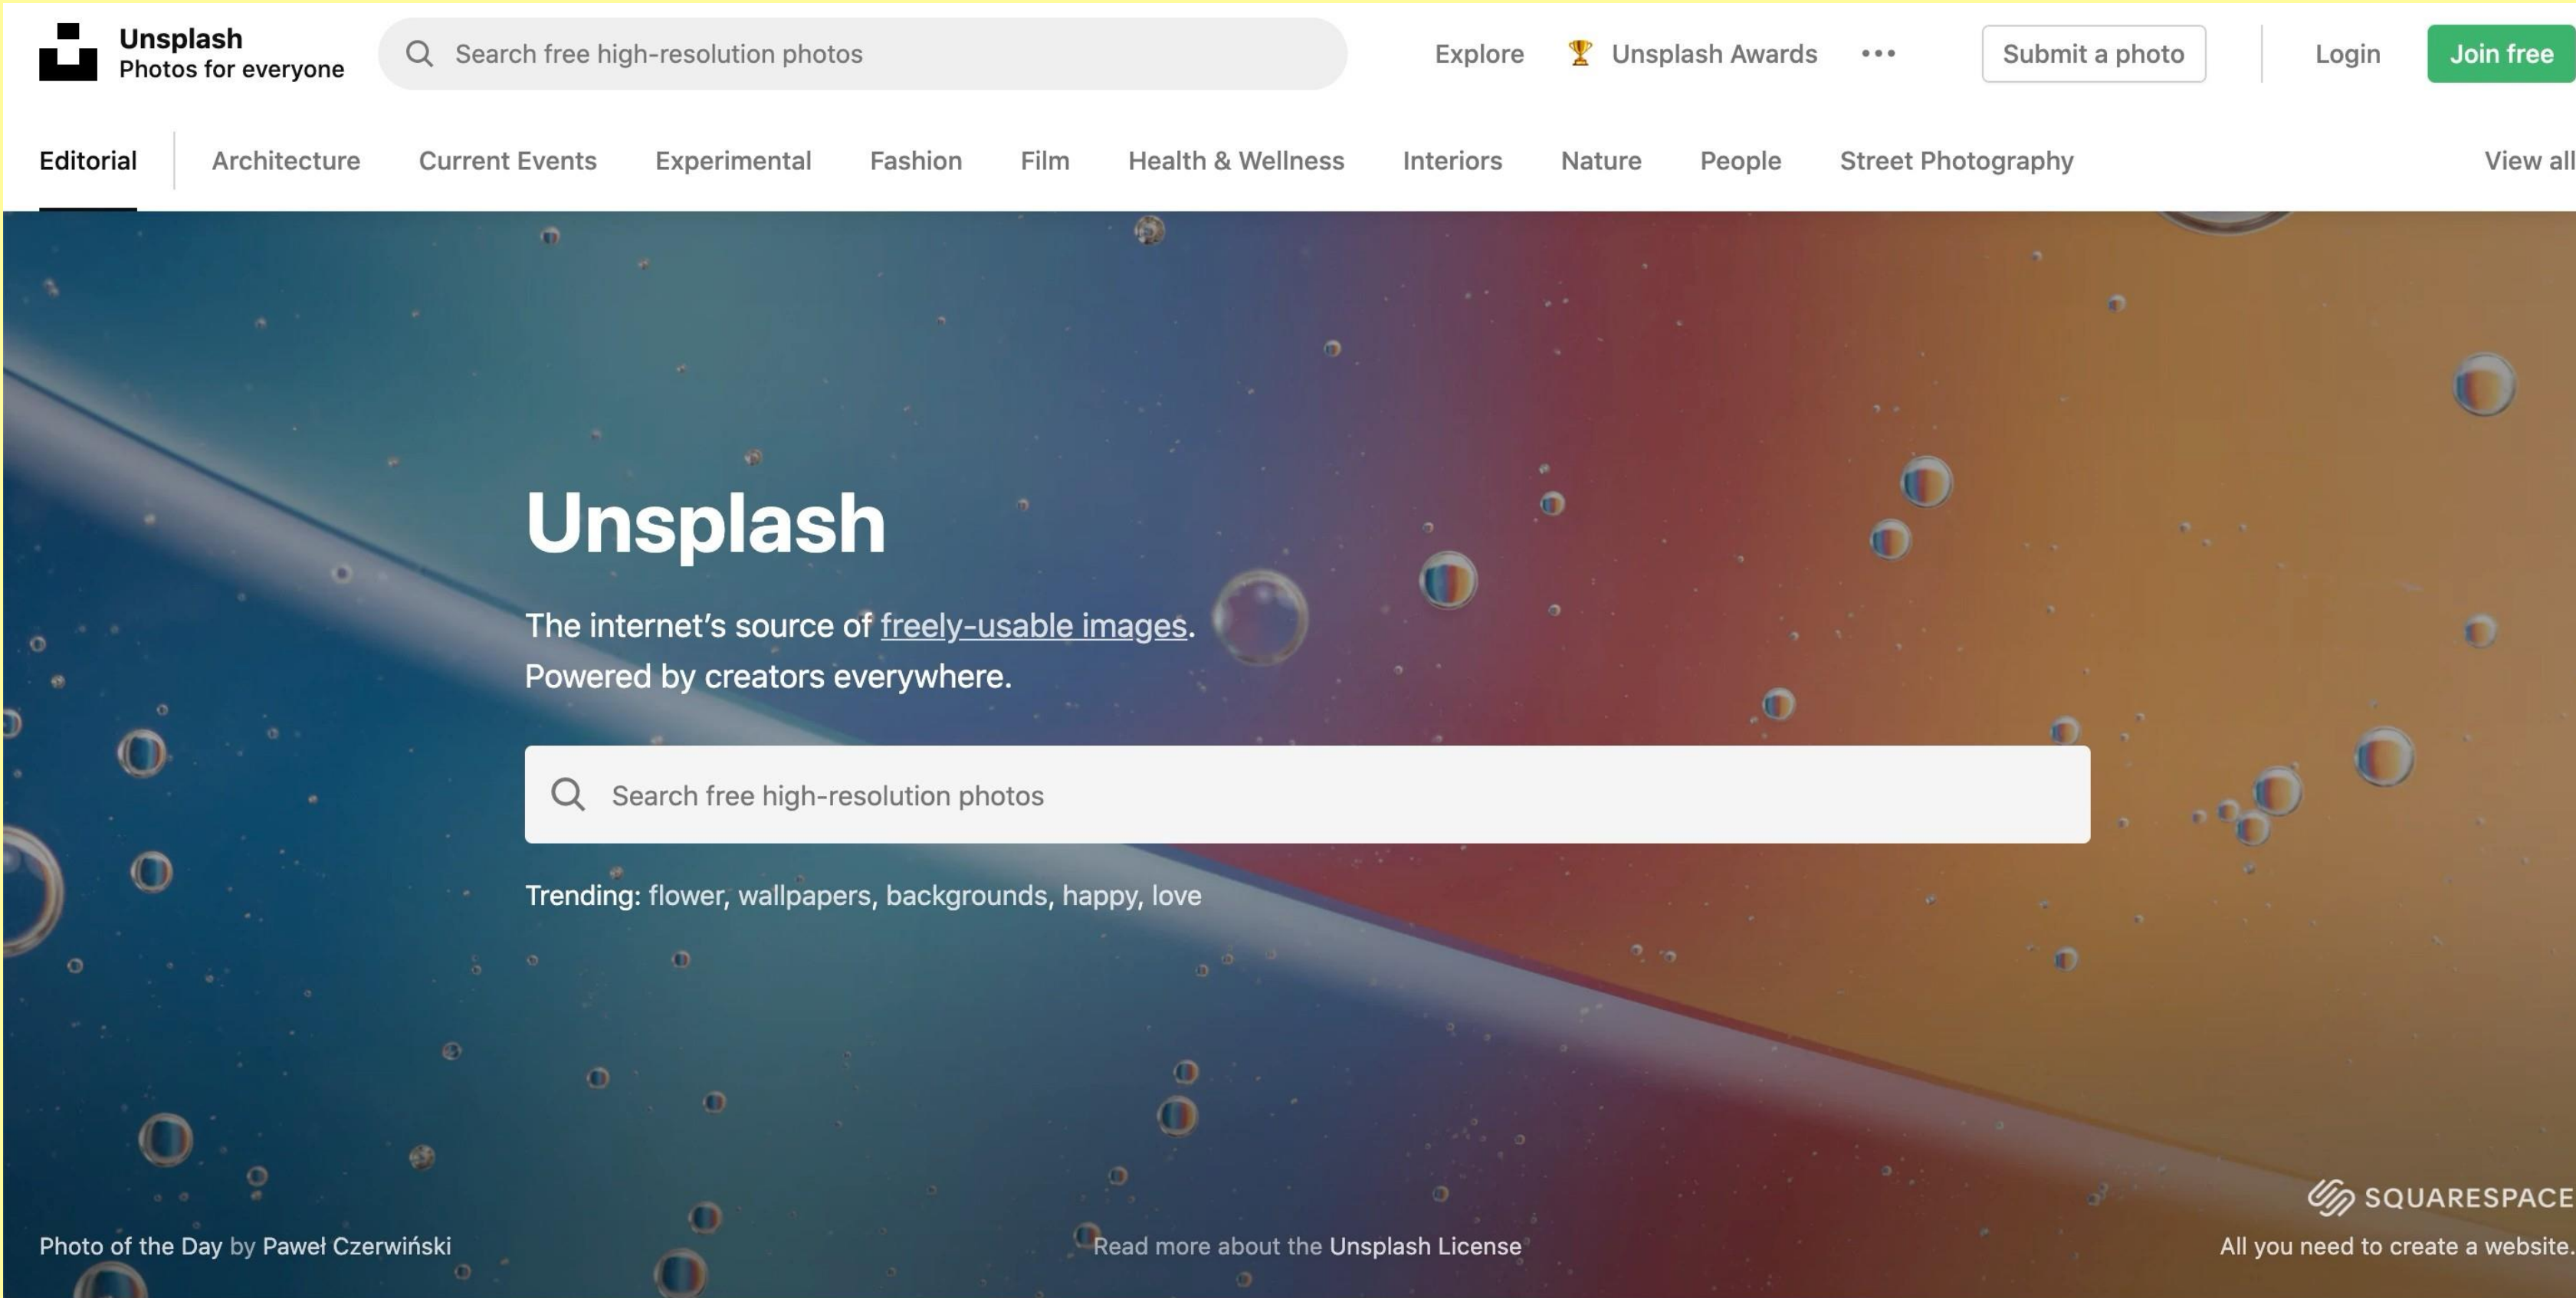 Unsplash
Photos for everyone
Search free high-resolution photos
Explore
Unsplash Awards
Submit a photo
Login
Join free
Editorial
Architecture
Current Events
Experimental
Fashion
Film
Health & Wellness
Interiors
Nature
People
Street Photography
View all
Unsplash
The internet’s source of freely-usable images.
Powered by creators everywhere.
Search free high-resolution photos
Trending: flower, wallpapers, backgrounds, happy, love
Photo of the Day by Paweł Czerwiński
Read more about the Unsplash License
SQUARESPACE
All you need to create a website.